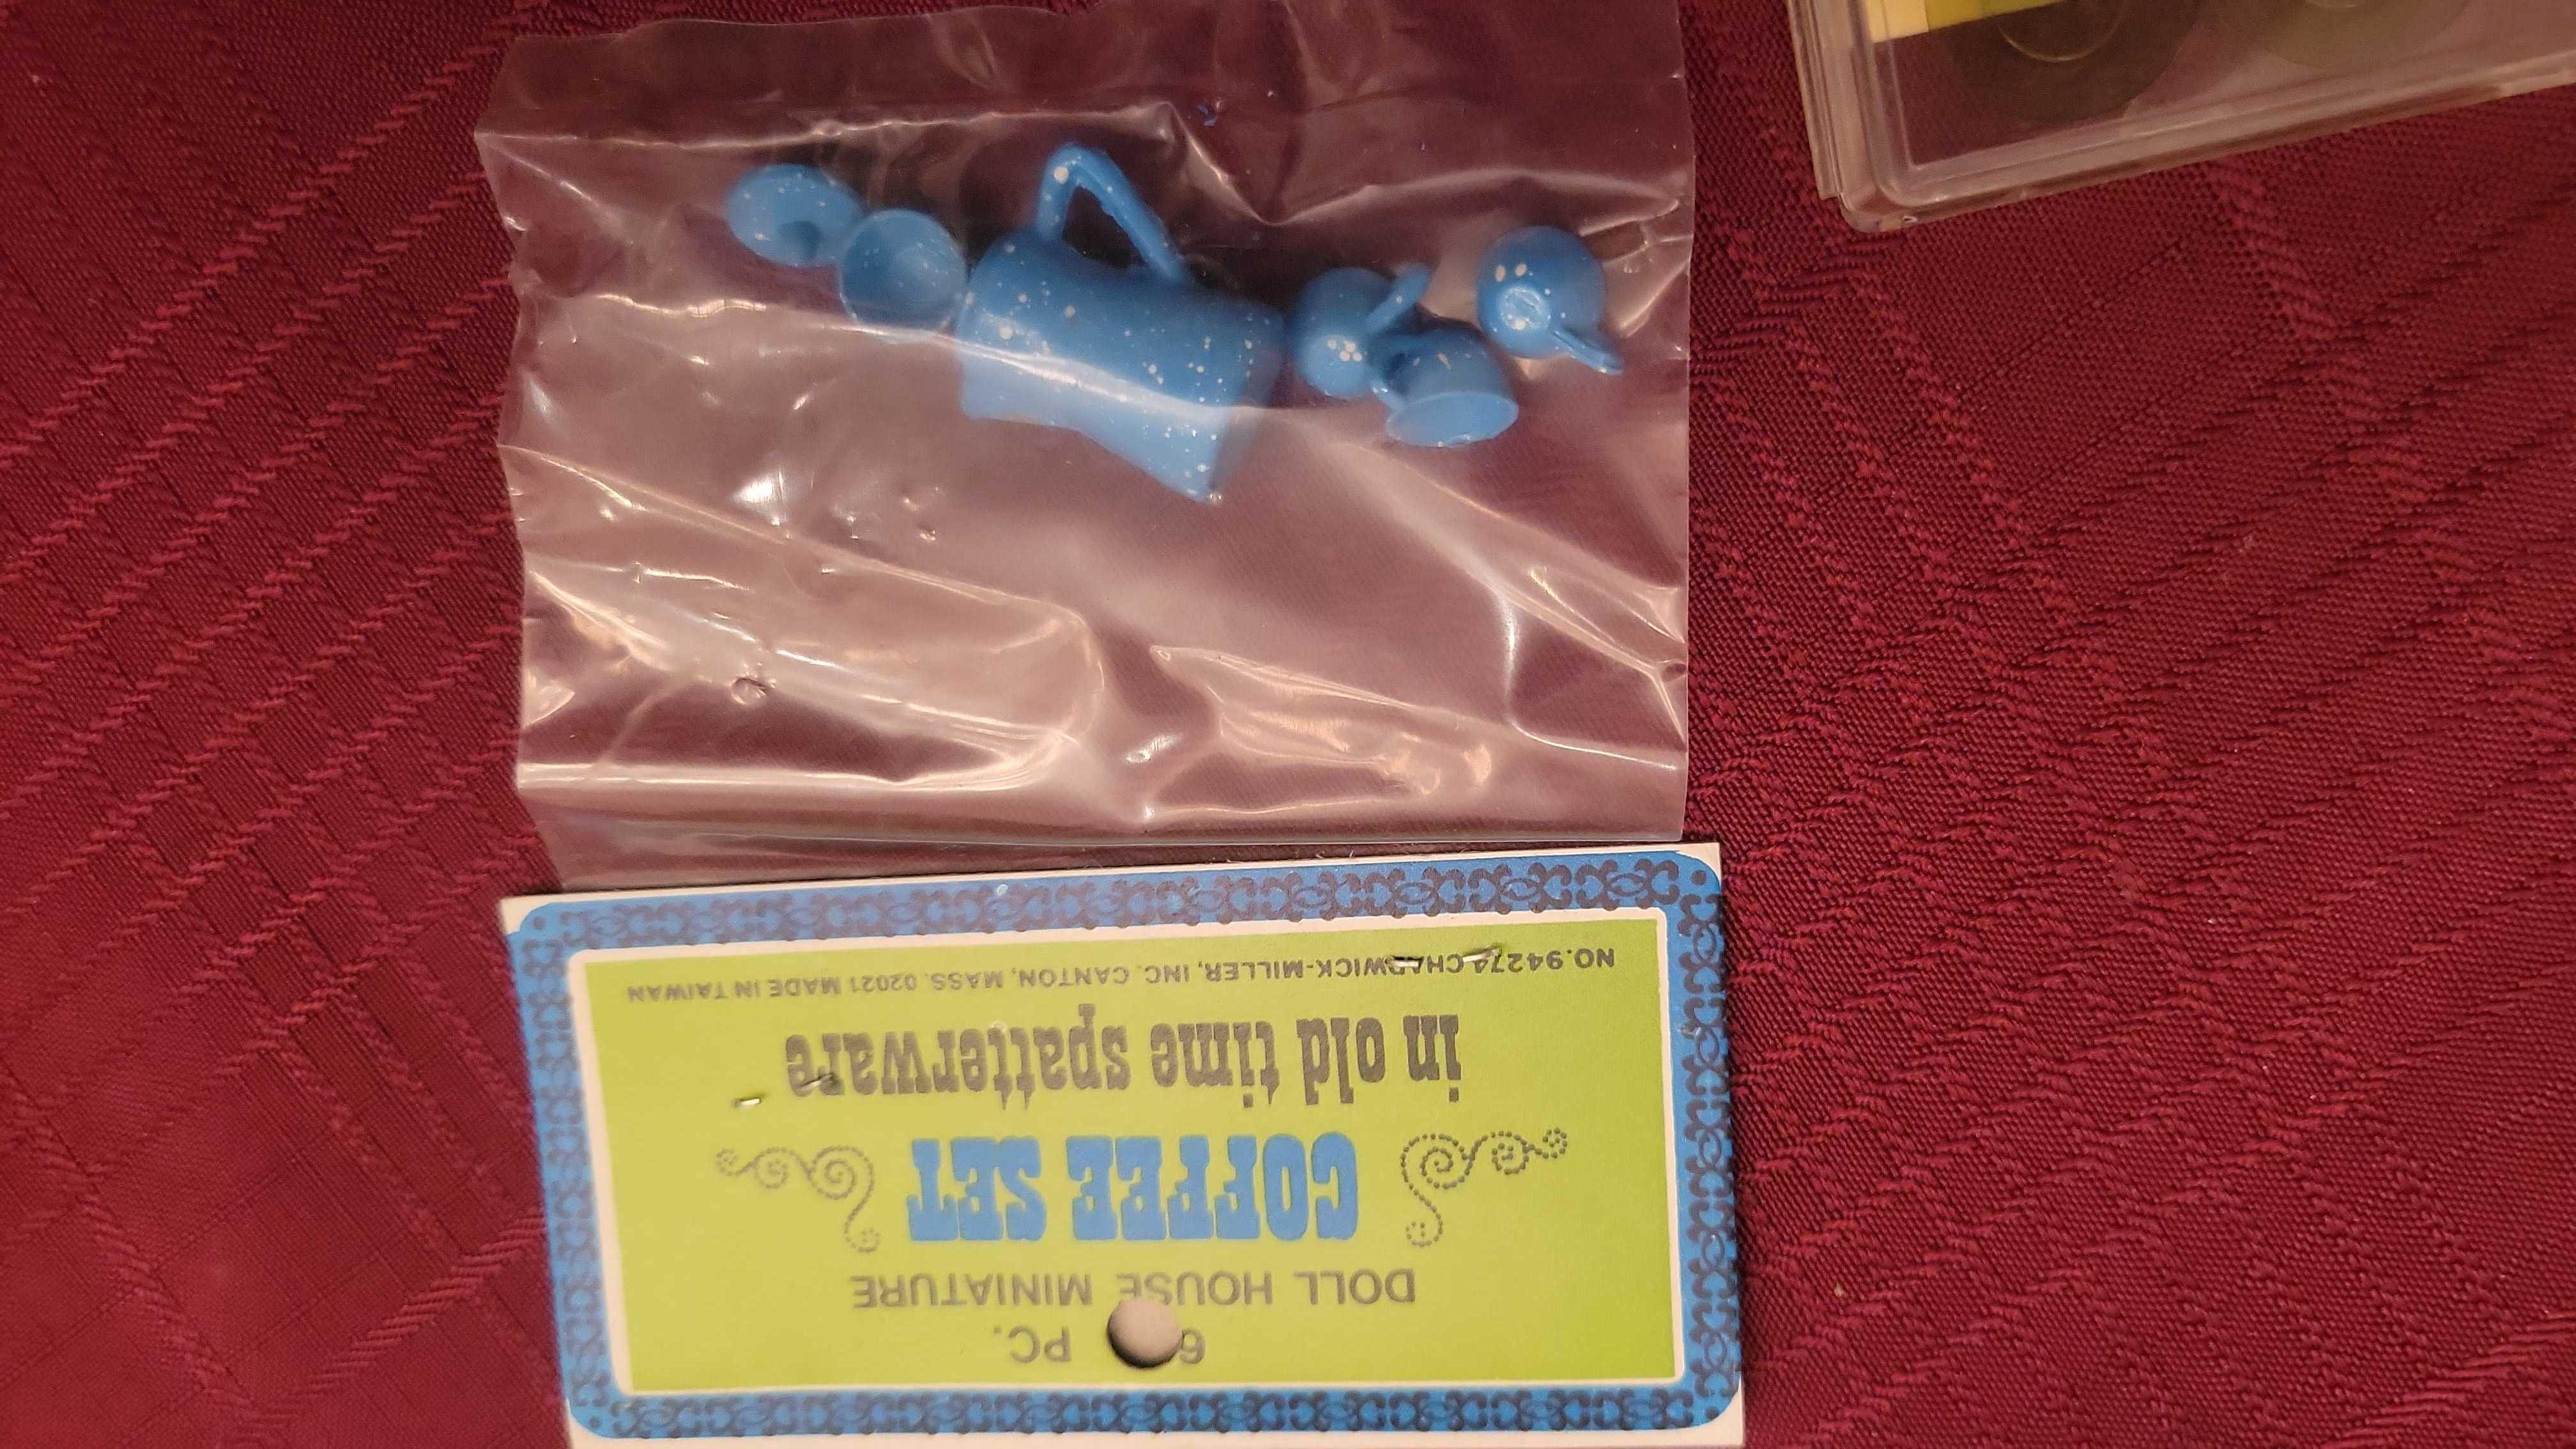 6 PC.
DOLL HOUSE MINIATURE
COFFEE SET
in old time spatterware
NO.94274 CHADWICK-MILLER, INC. CANTON, MASS. 02021 MADE IN TAIWAN